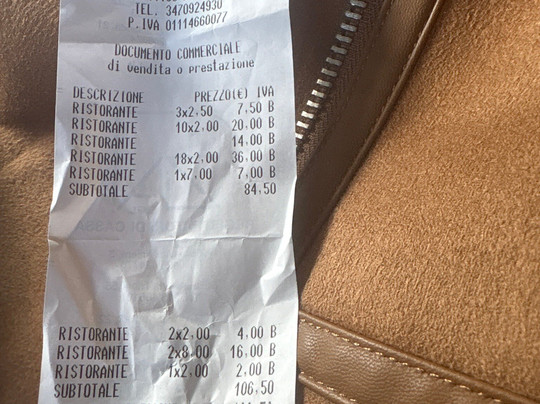 TEL. 3470924930
P.IVA 01114660077
DOCUMENTO COMMERCIALE
di vendita o prestazione
DESCRIZIONE PREZZO(€) IVA
RISTORANTE 3x2,50 7,50 B
RISTORANTE 10x2,00 20,00 B
RISTORANTE 14,00 B
RISTORANTE 18x2,00 36,00 B
RISTORANTE 1x7,00 7,00 B
SUBTOTALE 84,50
RISTORANTE 2x2,00 4,00 B
RISTORANTE 2x8,00 16,00 B
RISTORANTE 1x2,00 2,00 B
SUBTOTALE 106,50